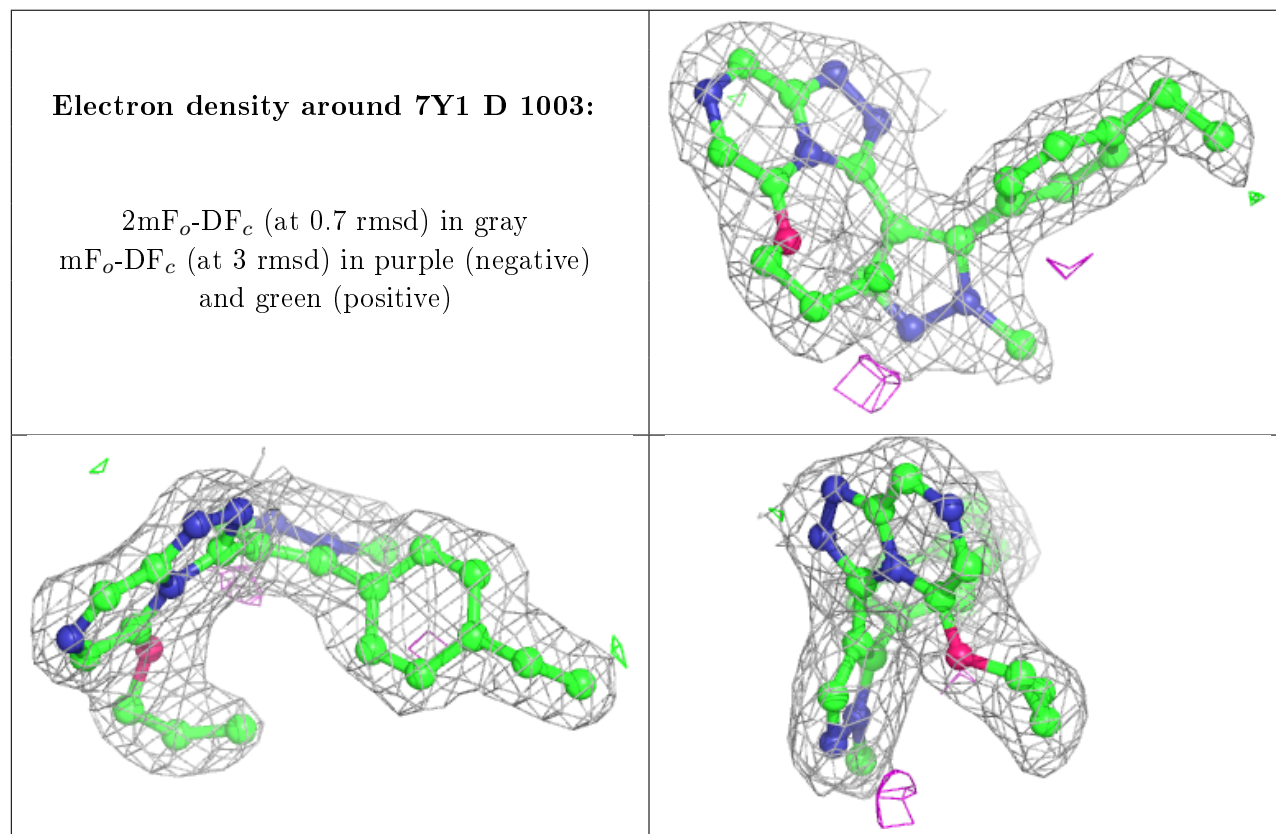 Electron density around 7Y1 D 1003:
2mFₒ-DF𝒸 (at 0.7 rmsd) in gray
mFₒ-DF𝒸 (at 3 rmsd) in purple (negative)
and green (positive)